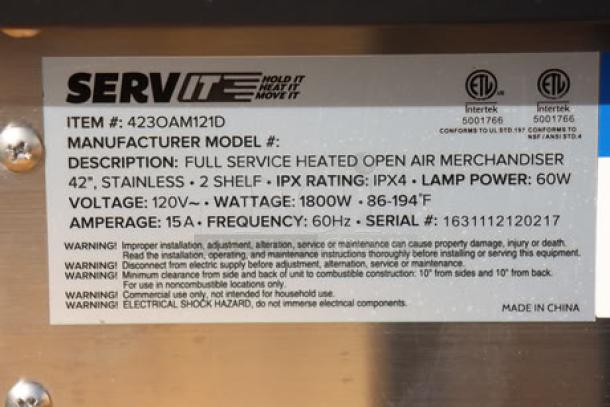 SERVIT HOLD IT
HEAT IT
MOVE IT
ETL US
Intertek
5001766
CONFORMS TO UL STD.197
ETL
Intertek
5001766
CONFORMS TO
NSF/ANSI STD.4
ITEM #: 423OAM121D
MANUFACTURER MODEL #:
DESCRIPTION: FULL SERVICE HEATED OPEN AIR MERCHANDISER
42", STAINLESS • 2 SHELF • IPX RATING: IPX4 • LAMP POWER: 60W
VOLTAGE: 120V~ • WATTAGE: 1800W • 86-194°F
AMPERAGE: 15A • FREQUENCY: 60Hz • SERIAL #: 1631112120217
WARNING! Improper installation, adjustment, alteration, service or maintenance can cause property damage, injury or death.
Read the installation, operating, and maintenance instructions thoroughly before installing or servicing this equipment.
WARNING! Disconnect from electric supply before adjustment, alternation, service or maintenance.
WARNING! Minimum clearance from side and back of unit to combustible construction: 10" from sides and 10" from back.
For use in noncombustible locations only.
WARNING! Commercial use only, not intended for household use.
WARNING! ELECTRICAL SHOCK HAZARD, do not immerse electrical components.
MADE IN CHINA